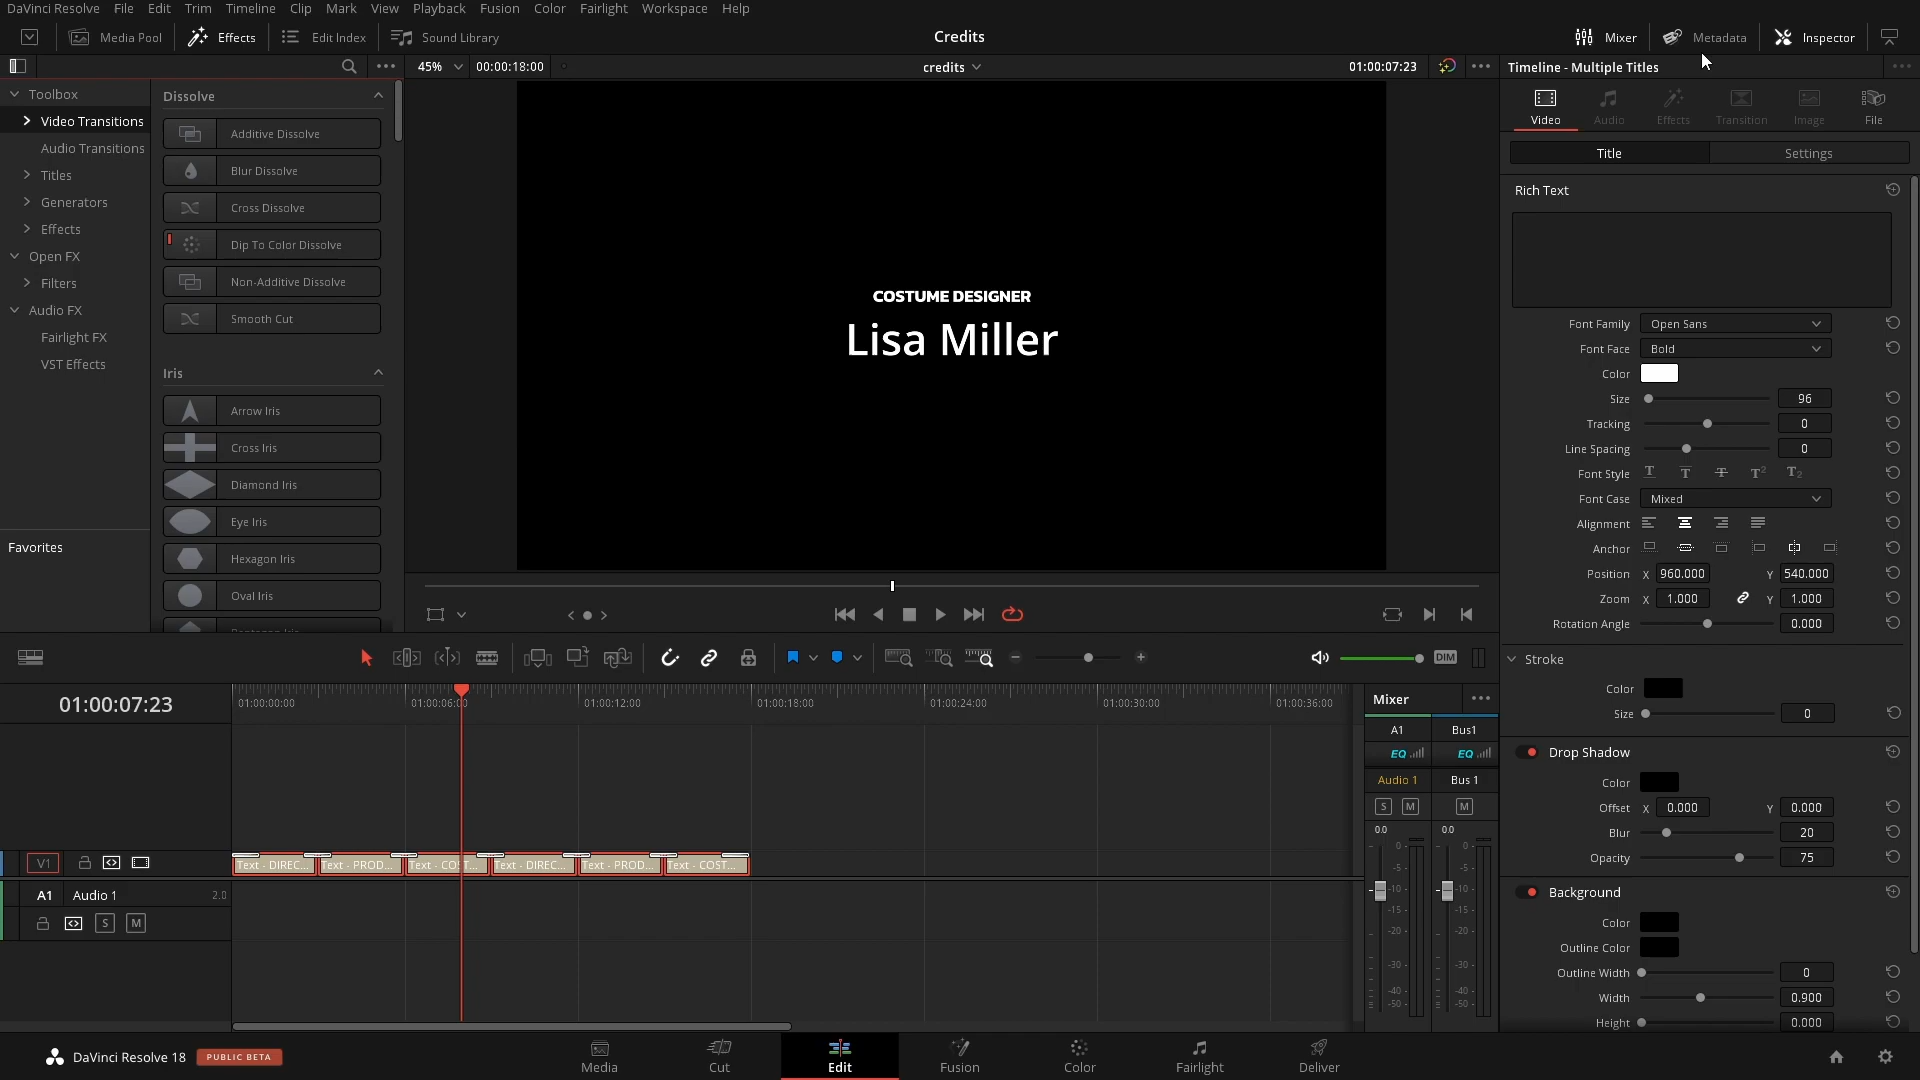 DaVinci Resolve File Edit Trim Timeline Clip Mark View Playback Fusion Color Fairlight Workspace Help
Media Pool Effects Edit Index Sound Library Credits Mixer Metadata Inspector
45% 00:00:18:00 credits 01:00:07:23 Timeline - Multiple Titles
Toolbox
Video Transitions
Audio Transitions
Titles
Generators
Effects
Open FX
Filters
Audio FX
Fairlight FX
VST Effects
Favorites
Dissolve
Additive Dissolve
Blur Dissolve
Cross Dissolve
Dip To Color Dissolve
Non-Additive Dissolve
Smooth Cut
Iris
Arrow Iris
Cross Iris
Diamond Iris
Eye Iris
Hexagon Iris
Oval Iris
COSTUME DESIGNER
Lisa Miller
Video Audio Effects Transition Image File
Title Settings
Rich Text
Font Family Open Sans
Font Face Bold
Color
Size 96
Tracking 0
Line Spacing 0
Font Style T T T T2 T2
Font Case Mixed
Alignment
Anchor
Position X 960.000 Y 540.000
Zoom X 1.000 Y 1.000
Rotation Angle 0.000
Stroke
Color
Size 0
Drop Shadow
Color
Offset X 0.000 Y 0.000
Blur 20
Opacity 75
Background
Color
Outline Color
Outline Width 0
Width 0.900
Height 0.000
DIM
01:00:07:23
01:00:00:00 01:00:06:00 01:00:12:00 01:00:18:00 01:00:24:00 01:00:30:00 01:00:36:00
V1
Text - DIREC... Text - PROD... Text - COST... Text - DIREC... Text - PROD... Text - COST...
A1 Audio 1 2.0
S M
Mixer
A1 Bus1
EQ EQ
Audio 1 Bus 1
S M M
0.0 0.0
0- 0-
-5- -5-
-10- -10-
-15- -15-
-20- -20-
-30- -30-
-40- -40-
-50- -50-
DaVinci Resolve 18 PUBLIC BETA
Media Cut Edit Fusion Color Fairlight Deliver